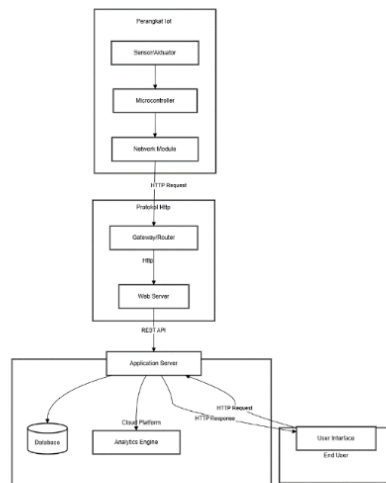 Perangkat Iot
Sensor/Aktuator
Microcontroller
Network Module
HTTP Request
Protokol Http
Gateway/Router
Http
Web Server
REST API
Application Server
HTTP Request
Cloud Platform
HTTP Response
Database
Analytics Engine
User Interface
End User